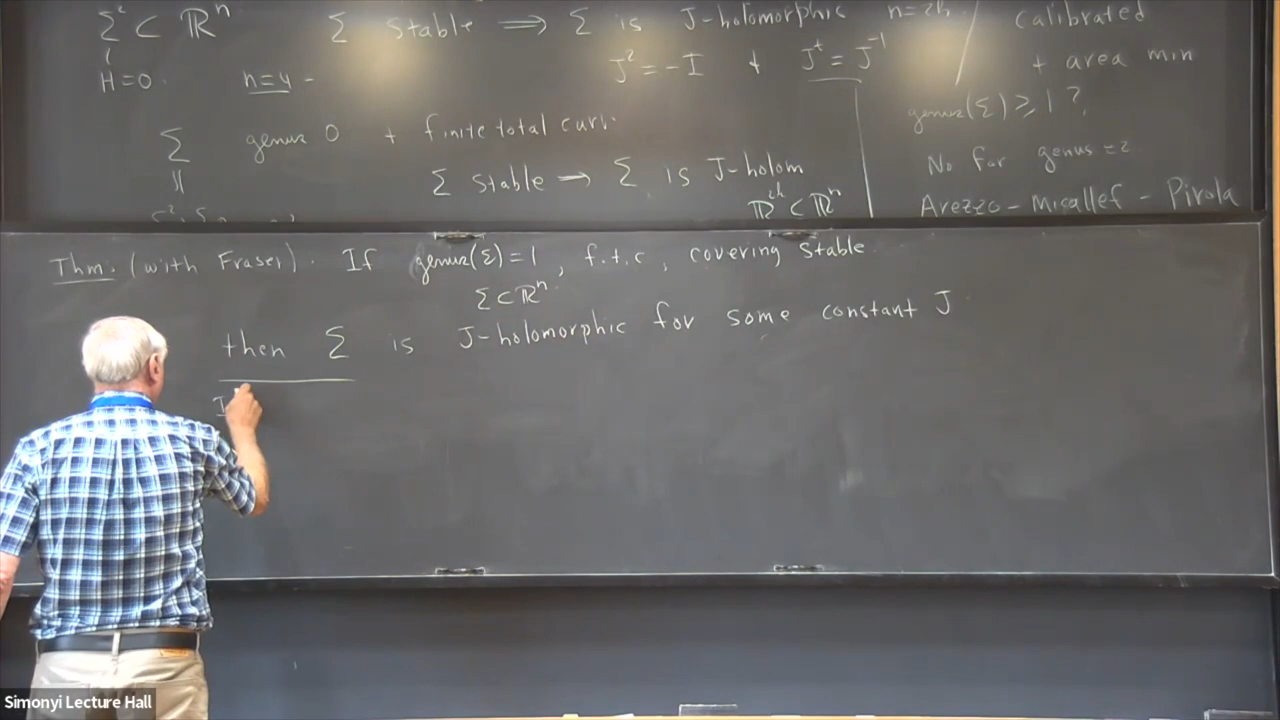 Σ² ⊂ ℝⁿ Σ stable ⟹ Σ is J-holomorphic n=2k.
H=0. n=4 - J² = -I + Jᵗ = J⁻¹
Σ genus 0 + finite total curv.
Σ stable → Σ is J-holom
ℝ²ᵏ ⊂ ℝⁿ
calibrated
+ area min
genus(Σ) ≥ 1 ?
No for genus = 2
Arezzo - Micallef - Pirola
Thm. (with Fraser). If genus(Σ)=1, f.t.c, covering stable
Σ⊂ℝⁿ.
then Σ is J-holomorphic for some constant J.
I
Simonyi Lecture Hall